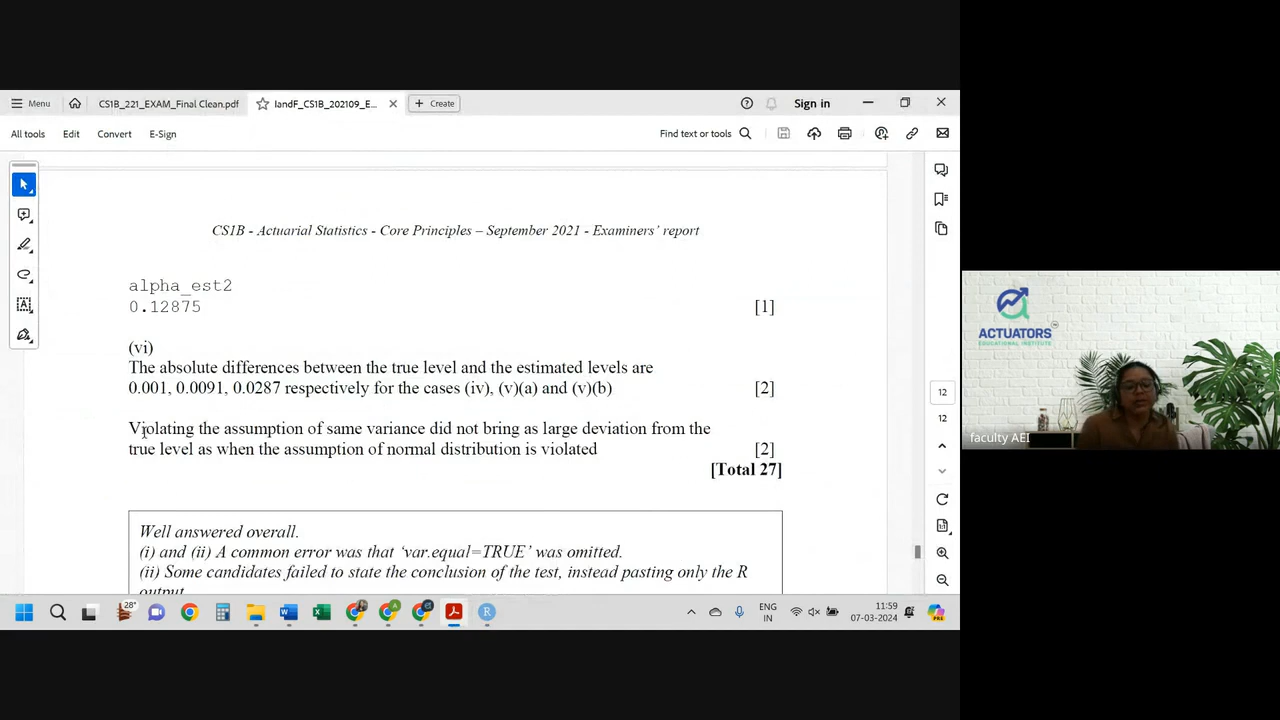 Menu
CS1B_221_EXAM_Final Clean.pdf
IandF_CS1B_202109_E...
Create
Sign in
All tools
Edit
Convert
E-Sign
Find text or tools
CS1B - Actuarial Statistics - Core Principles – September 2021 - Examiners' report
alpha_est2
0.12875 [1]
(vi)
The absolute differences between the true level and the estimated levels are
0.001, 0.0091, 0.0287 respectively for the cases (iv), (v)(a) and (v)(b) [2]
Violating the assumption of same variance did not bring as large deviation from the
true level as when the assumption of normal distribution is violated [2]
[Total 27]
Well answered overall.
(i) and (ii) A common error was that 'var.equal=TRUE' was omitted.
(ii) Some candidates failed to state the conclusion of the test, instead pasting only the R
output.
12
12
28°
ENG
IN
11:59
07-03-2024
ACTUATORS
EDUCATIONAL INSTITUTE
faculty AEI